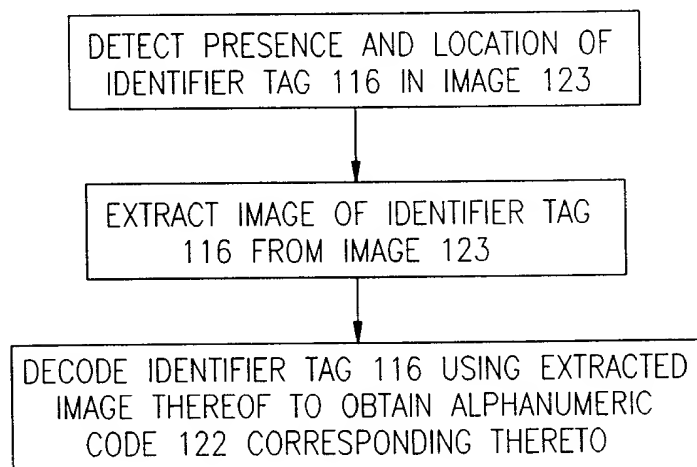 DETECT PRESENCE AND LOCATION OF
IDENTIFIER TAG 116 IN IMAGE 123
EXTRACT IMAGE OF IDENTIFIER TAG
116 FROM IMAGE 123
DECODE IDENTIFIER TAG 116 USING EXTRACTED
IMAGE THEREOF TO OBTAIN ALPHANUMERIC
CODE 122 CORRESPONDING THERETO